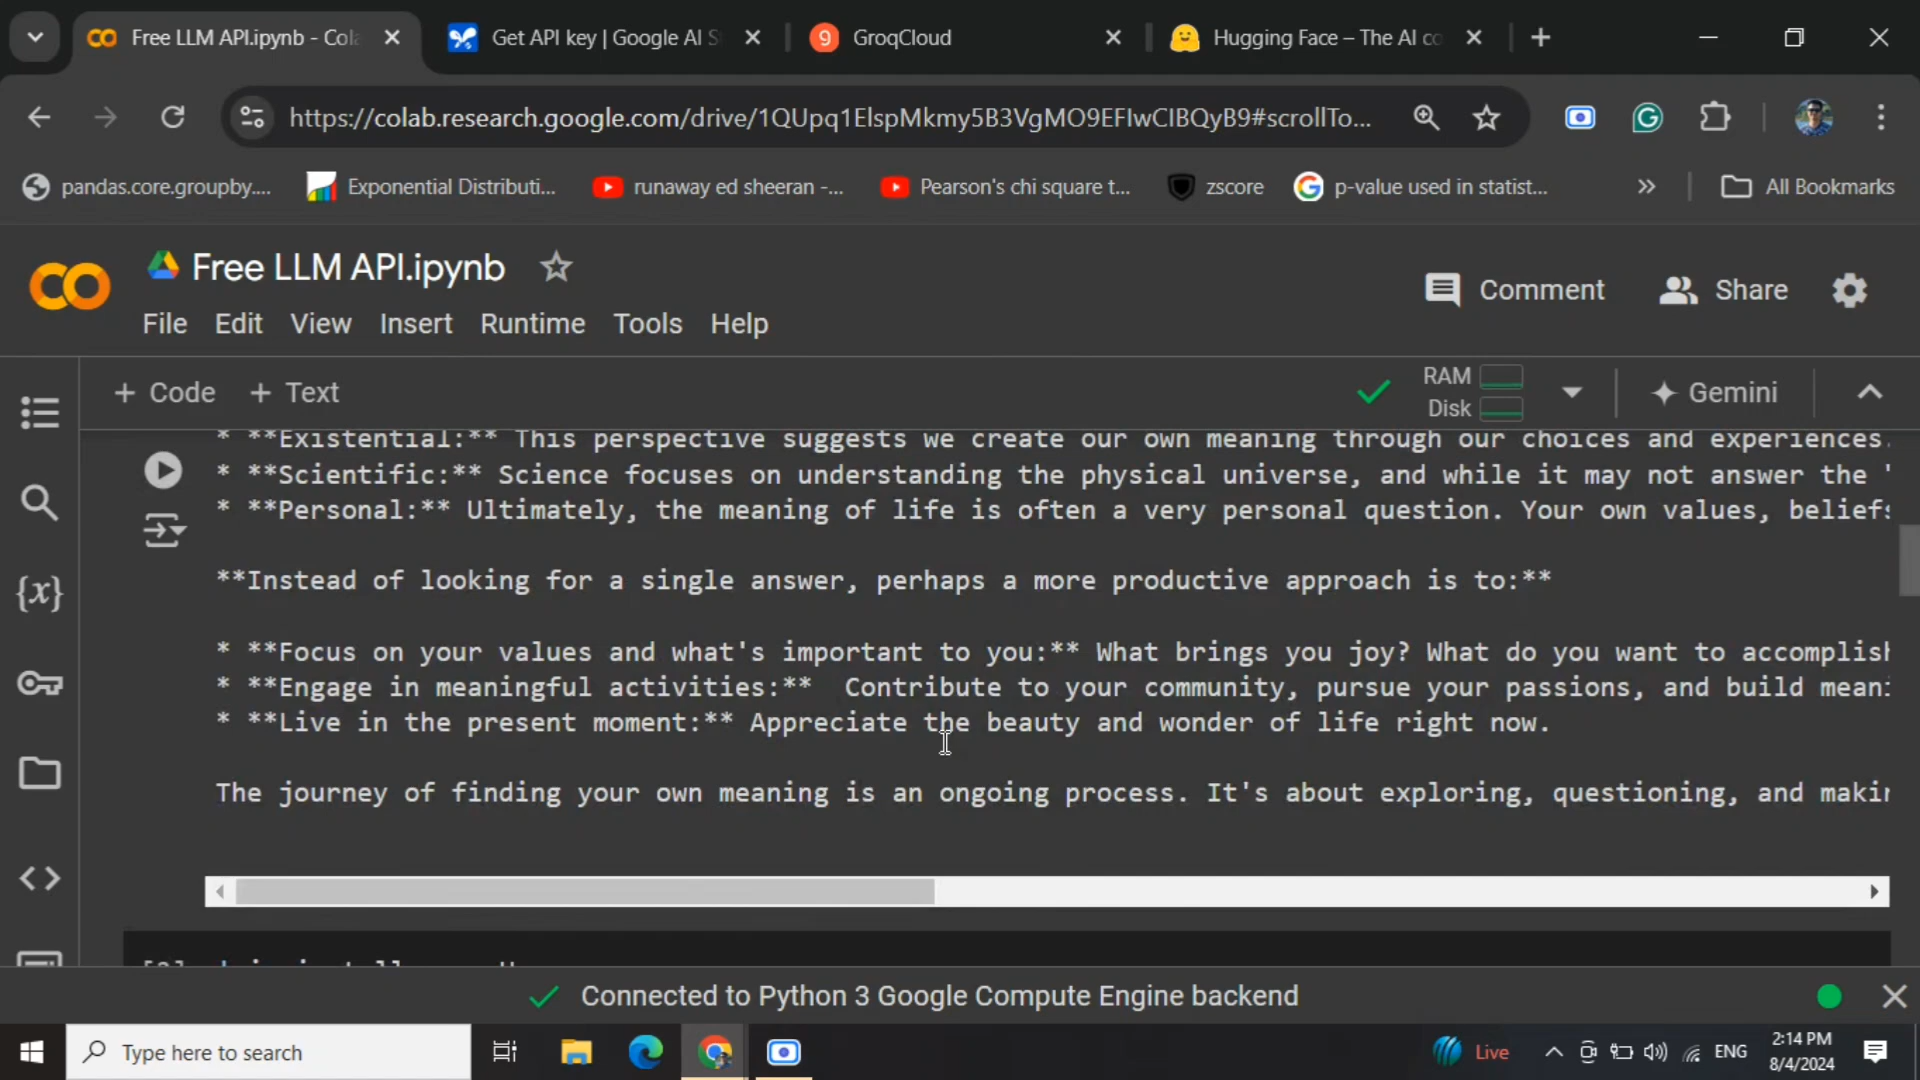 Free LLM API.ipynb - Cola
Get API key | Google AI S
GroqCloud
Hugging Face – The AI co
https://colab.research.google.com/drive/1QUpq1ElspMkmy5B3VgMO9EFIwCIBQyB9#scrollTo...
pandas.core.groupby....
Exponential Distributi...
runaway ed sheeran -...
Pearson's chi square t...
zscore
p-value used in statist...
All Bookmarks
Free LLM API.ipynb
Comment
Share
File Edit View Insert Runtime Tools Help
+ Code + Text
RAM
Disk
Gemini
* **Existential:** This perspective suggests we create our own meaning through our choices and experiences.
* **Scientific:** Science focuses on understanding the physical universe, and while it may not answer the "
* **Personal:** Ultimately, the meaning of life is often a very personal question. Your own values, beliefs
**Instead of looking for a single answer, perhaps a more productive approach is to:**
* **Focus on your values and what's important to you:** What brings you joy? What do you want to accomplish
* **Engage in meaningful activities:** Contribute to your community, pursue your passions, and build meani
* **Live in the present moment:** Appreciate the beauty and wonder of life right now.
The journey of finding your own meaning is an ongoing process. It's about exploring, questioning, and makin
Connected to Python 3 Google Compute Engine backend
Type here to search
Live
ENG
2:14 PM
8/4/2024